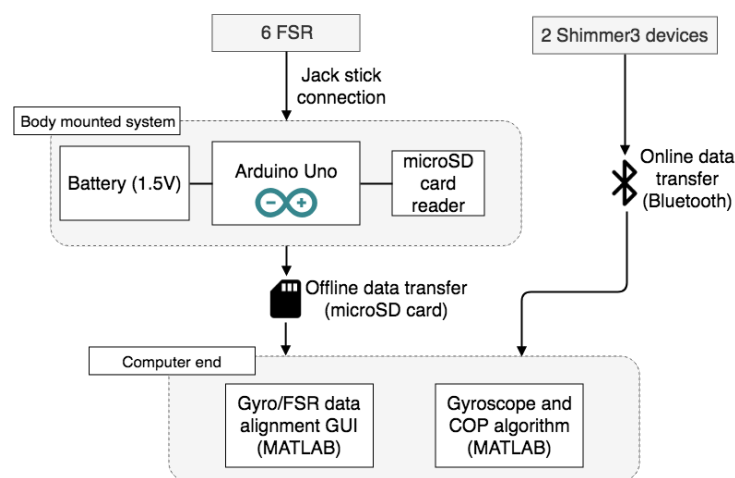 6 FSR
2 Shimmer3 devices
Jack stick
connection
Body mounted system
Battery (1.5V)
Arduino Uno
microSD
card
reader
Online data
transfer
(Bluetooth)
Offline data transfer
(microSD card)
Computer end
Gyro/FSR data
alignment GUI
(MATLAB)
Gyroscope and
COP algorithm
(MATLAB)